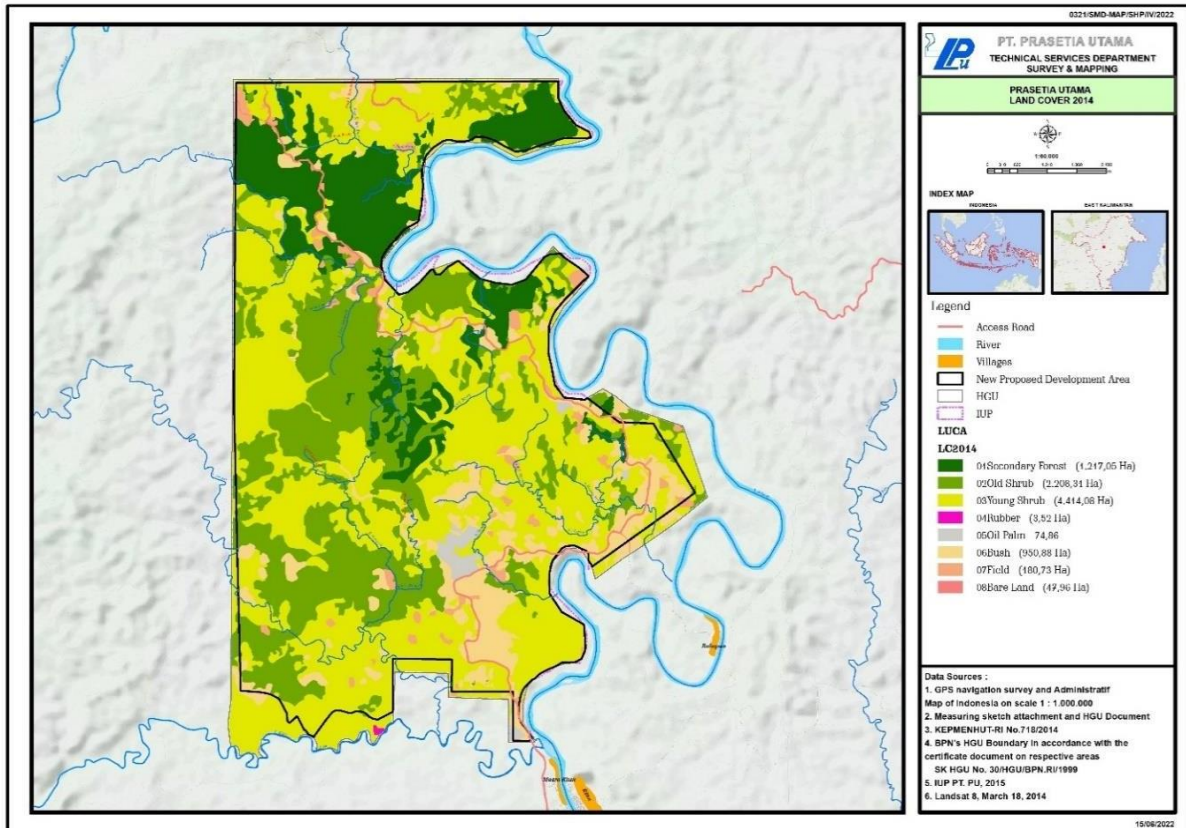 0321/SMD-MAP/SHP/IV/2022
PT. PRASETIA UTAMA
TECHNICAL SERVICES DEPARTMENT
SURVEY & MAPPING
PRASETIA UTAMA
LAND COVER 2014
INDEX MAP
INDONESIA
EAST KALIMANTAN
Legend
Access Road
River
Villages
New Proposed Development Area
HGU
IUP
LUCA
LC2014
01Secondary Forest (1,217,05 Ha)
02Old Shrub (2,208,31 Ha)
03Young Shrub (4,414,08 Ha)
04Rubber (3,52 Ha)
05Oil Palm 74,86
06Bush (950,88 Ha)
07Field (180,73 Ha)
08Bare Land (47,96 Ha)
Data Sources :
1. GPS navigation survey and Administratif
Map of Indonesia on scale 1 : 1.000.000
2. Measuring sketch attachment and HGU Document
3. KEPMENHUT-RI No.718/2014
4. BPN's HGU Boundary in accordance with the
certificate document on respective areas
SK HGU No. 30/HGU/BPN.RI/1999
5. IUP PT. PU, 2015
6. Landsat 8, March 18, 2014
15/06/2022